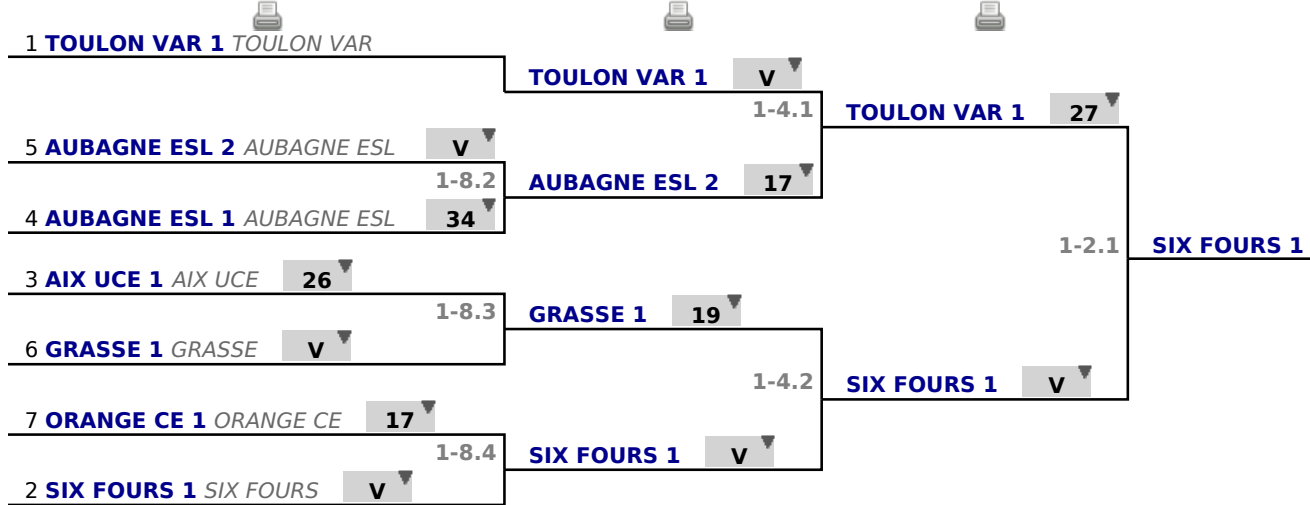 1 TOULON VAR 1 TOULON VAR
TOULON VAR 1 V
1-4.1
TOULON VAR 1 27
5 AUBAGNE ESL 2 AUBAGNE ESL V
1-8.2
AUBAGNE ESL 2 17
4 AUBAGNE ESL 1 AUBAGNE ESL 34
1-2.1
SIX FOURS 1
3 AIX UCE 1 AIX UCE 26
1-8.3
GRASSE 1 19
6 GRASSE 1 GRASSE V
1-4.2
SIX FOURS 1 V
7 ORANGE CE 1 ORANGE CE 17
1-8.4
SIX FOURS 1 V
2 SIX FOURS 1 SIX FOURS V